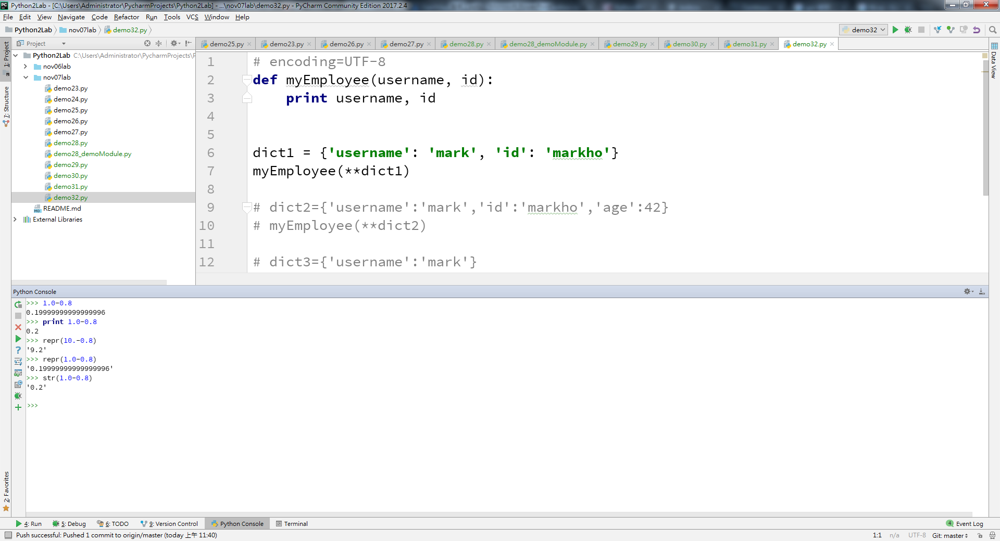 Python2Lab - [C:\Users\Administrator\PycharmProjects\Python2Lab] - ...\nov07lab\demo32.py - PyCharm Community Edition 2017.2.4
File Edit View Navigate Code Refactor Run Tools VCS Window Help
Python2Lab nov07lab demo32.py
demo32
1: Project
7: Structure
2: Favorites
Data View
Project
Python2Lab C:\Users\Administrator\PycharmProjects\P
nov06lab
nov07lab
demo23.py
demo24.py
demo25.py
demo26.py
demo27.py
demo28.py
demo28_demoModule.py
demo29.py
demo30.py
demo31.py
demo32.py
README.md
External Libraries
demo25.py demo23.py demo26.py demo27.py demo28.py demo28_demoModule.py demo29.py demo30.py demo31.py demo32.py
1 # encoding=UTF-8
2 def myEmployee(username, id):
3 print username, id
4
5
6 dict1 = {'username': 'mark', 'id': 'markho'}
7 myEmployee(**dict1)
8
9 # dict2={'username':'mark','id':'markho','age':42}
10 # myEmployee(**dict2)
11
12 # dict3={'username':'mark'}
Python Console
>>> 1.0-0.8
0.19999999999999996
>>> print 1.0-0.8
0.2
>>> repr(10.-0.8)
'9.2'
>>> repr(1.0-0.8)
'0.19999999999999996'
>>> str(1.0-0.8)
'0.2'
>>>
4: Run 5: Debug 6: TODO 9: Version Control Python Console Terminal 4 Event Log
Push successful: Pushed 1 commit to origin/master (today 上午 11:40) 1:1 n/a UTF-8 Git: master